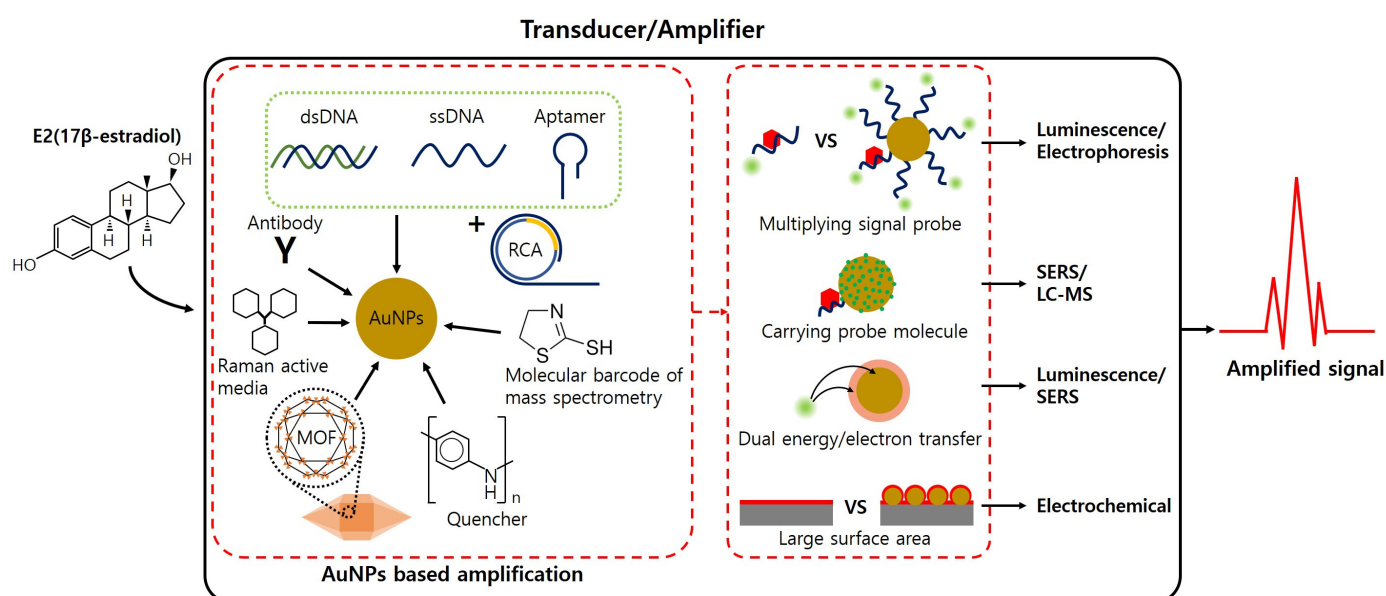 Transducer/Amplifier
E2(17β-estradiol)
OH
H
H
H
HO
dsDNA
ssDNA
Aptamer
Antibody
Y
+
RCA
AuNPs
Raman active
media
N
S
SH
Molecular barcode of
mass spectrometry
MOF
N
H
n
Quencher
AuNPs based amplification
VS
Multiplying signal probe
Carrying probe molecule
Dual energy/electron transfer
VS
Large surface area
Luminescence/
Electrophoresis
SERS/
LC-MS
Luminescence/
SERS
Electrochemical
Amplified signal